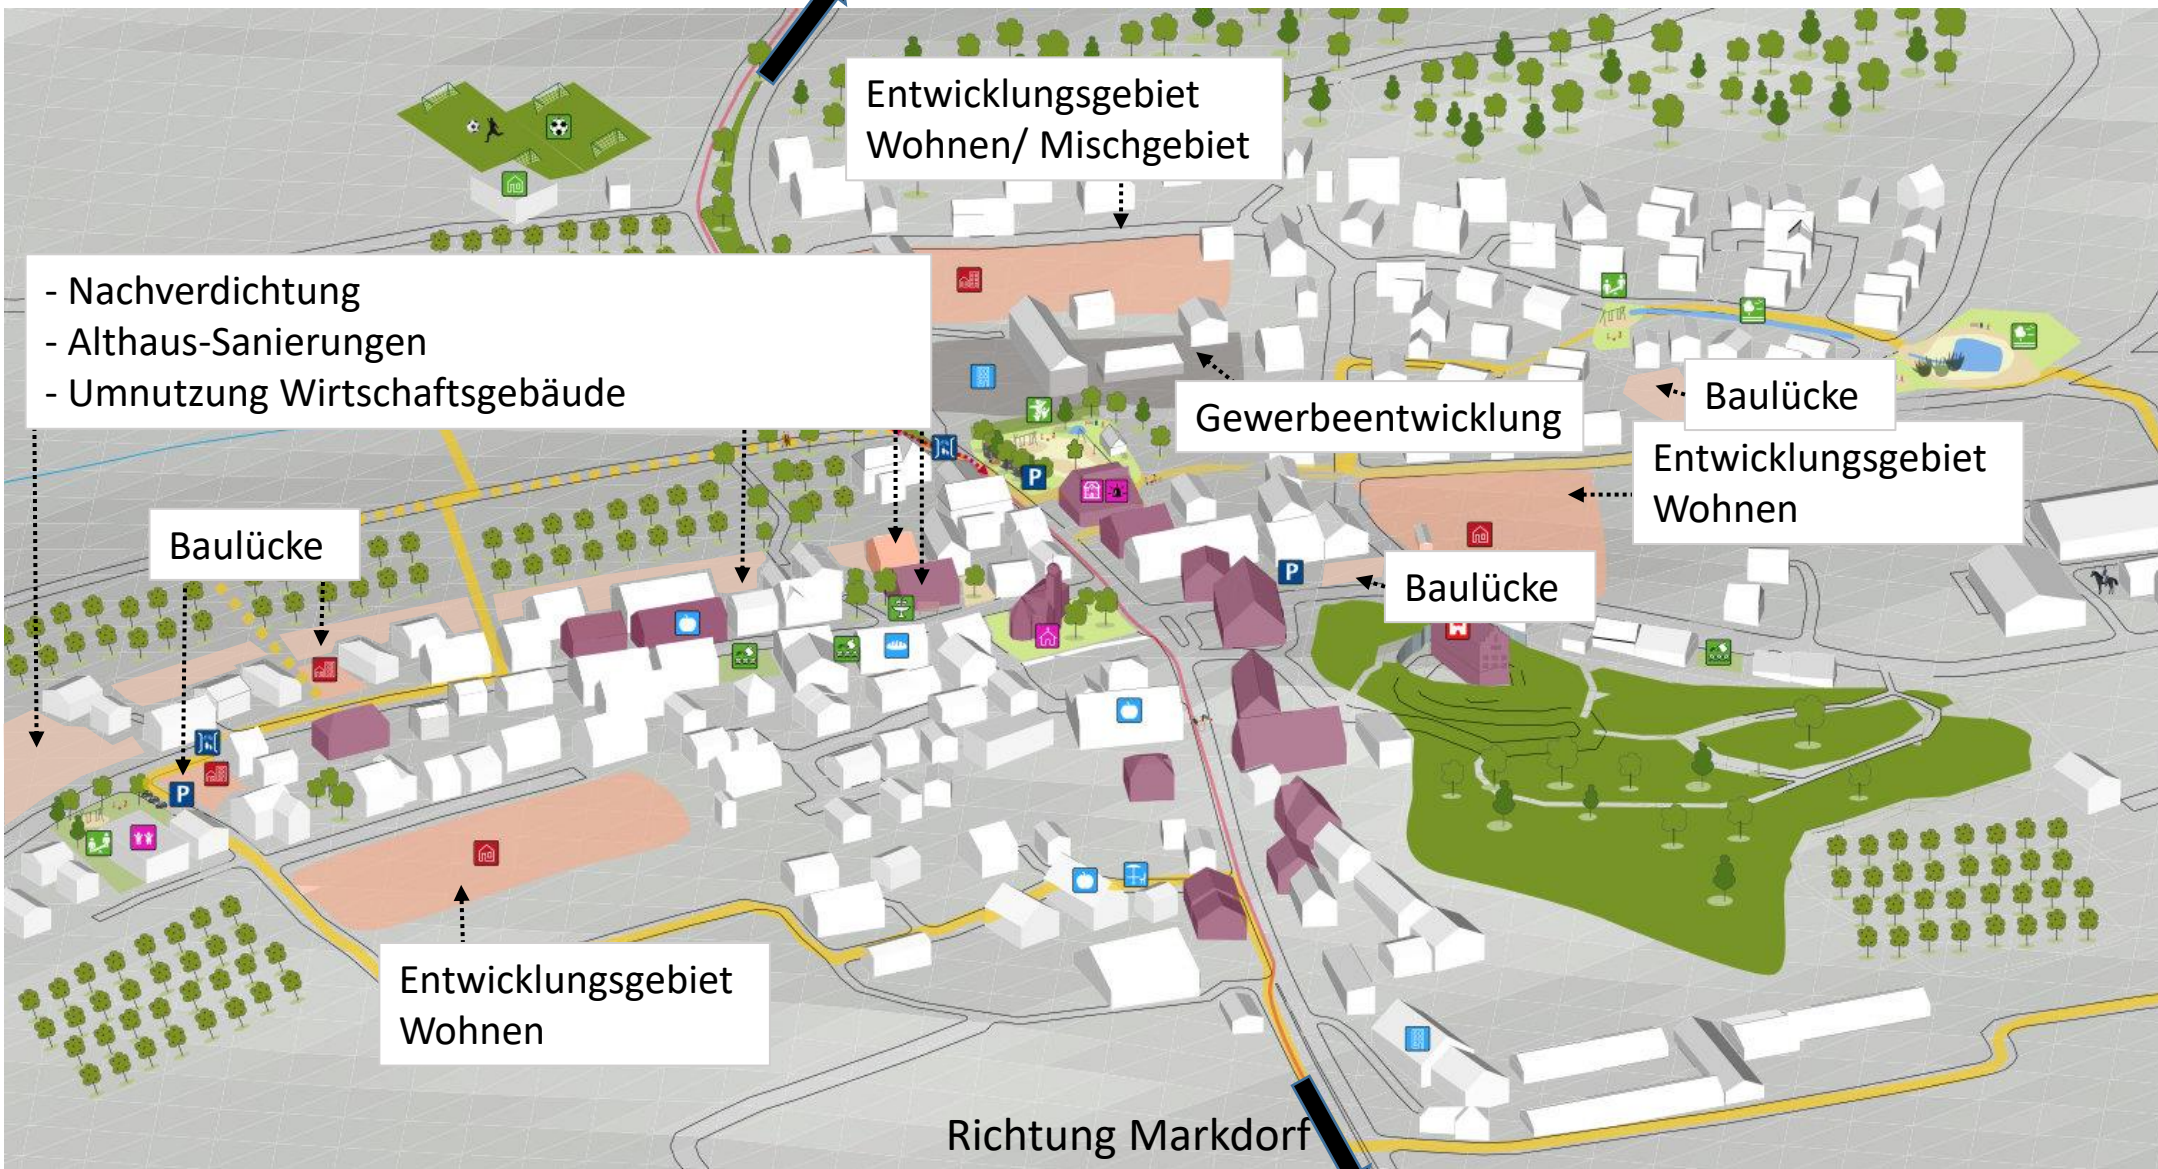 Entwicklungsgebiet
Wohnen/ Mischgebiet
- Nachverdichtung
- Althaus-Sanierungen
- Umnutzung Wirtschaftsgebäude
Baulücke
Gewerbeentwicklung
Entwicklungsgebiet
Wohnen
P
Baulücke
P
Baulücke
P
Entwicklungsgebiet
Wohnen
Richtung Markdorf